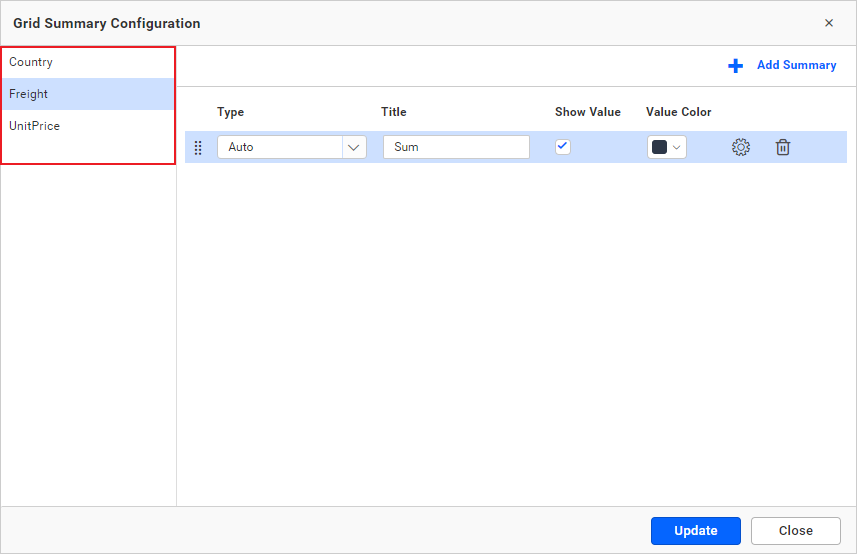 Grid Summary Configuration
Country
Freight
UnitPrice
Add Summary
Type Title Show Value Value Color
Auto Sum
Update Close